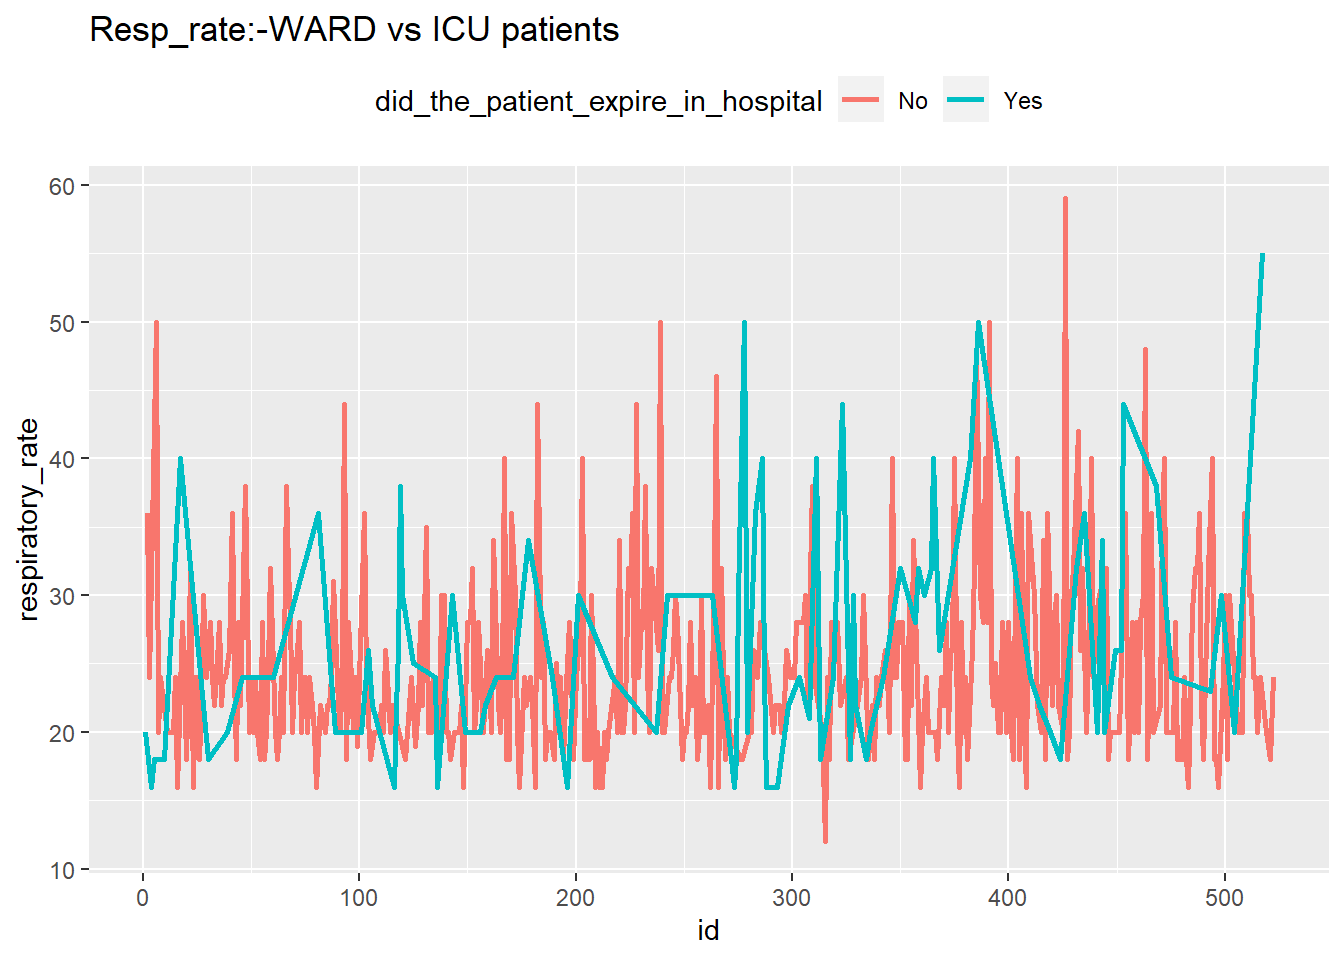 Resp_rate:-WARD vs ICU patients
did_the_patient_expire_in_hospital No Yes
respiratory_rate
60
50
40
30
20
10
0 100 200 300 400 500
id